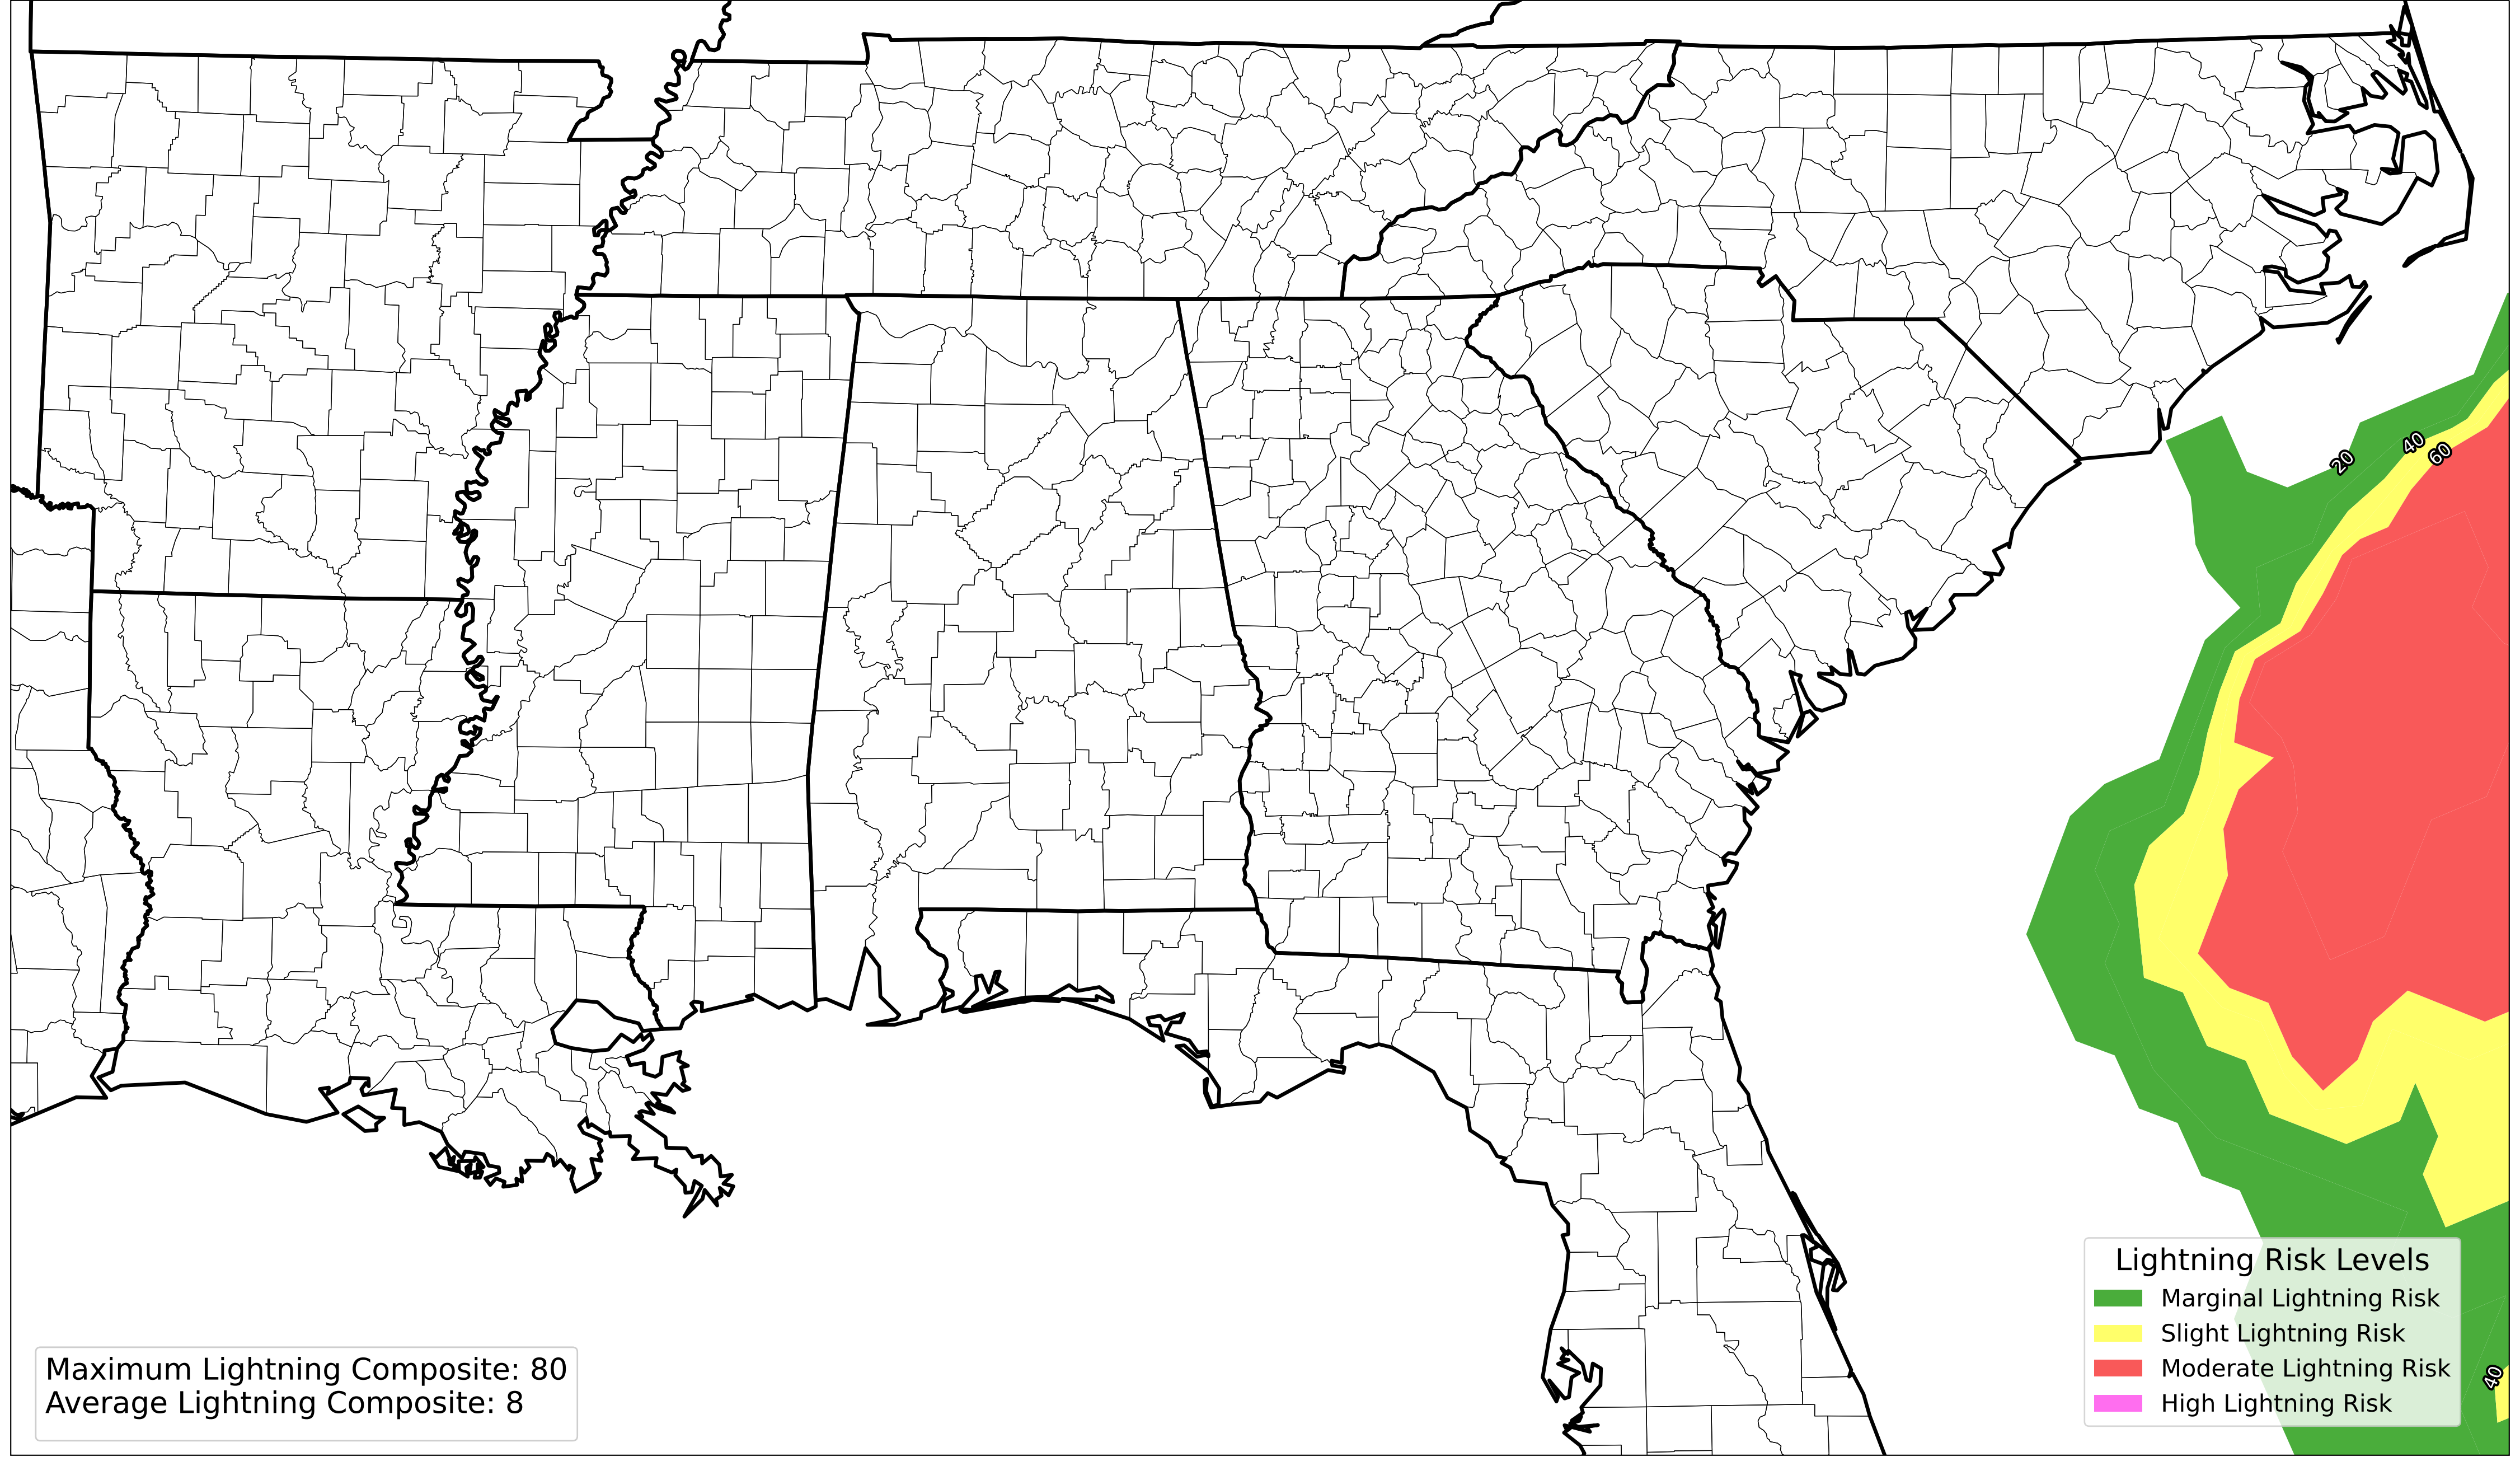 20
40
60
Lightning Risk Levels
Marginal Lightning Risk
Slight Lightning Risk
Moderate Lightning Risk
High Lightning Risk
40
Maximum Lightning Composite: 80
Average Lightning Composite: 8